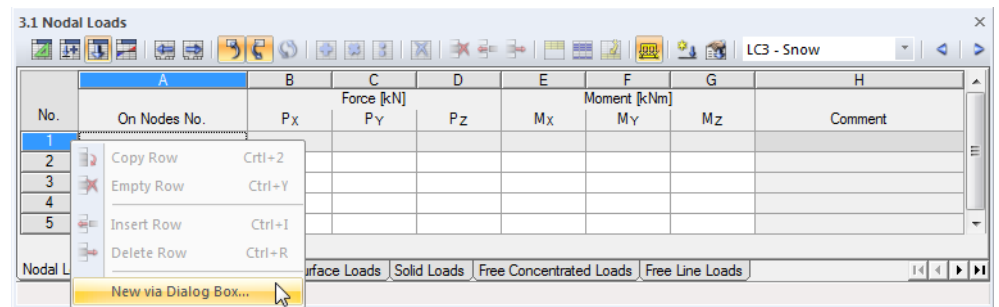 3.1 Nodal Loads
LC3 - Snow
A B C D E F G H
Force [kN] Moment [kNm]
No. On Nodes No. PX PY PZ MX MY MZ Comment
1
2 Copy Row Crtl+2
3 Empty Row Ctrl+Y
4
5 Insert Row Ctrl+I
Delete Row Ctrl+R
Nodal L urface Loads Solid Loads Free Concentrated Loads Free Line Loads
New via Dialog Box...